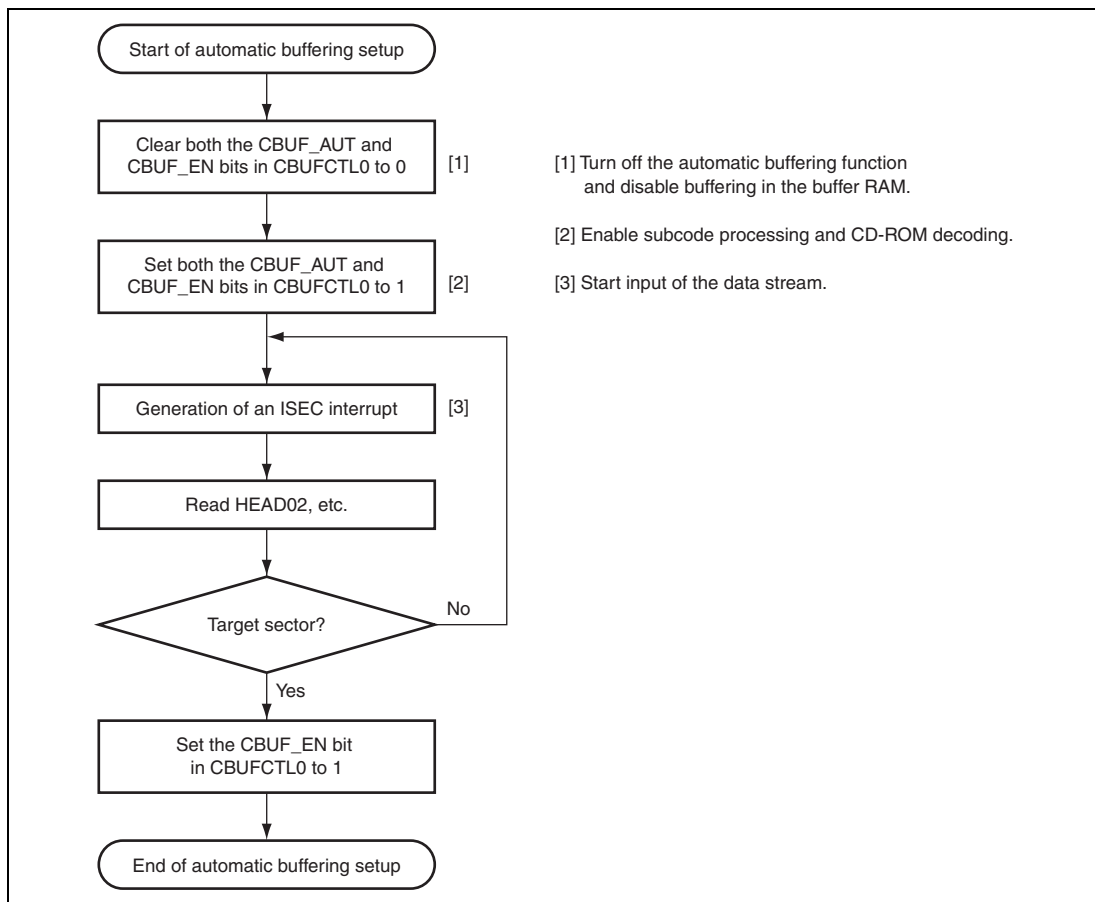 Start of automatic buffering setup
Clear both the CBUF_AUT and
CBUF_EN bits in CBUFCTL0 to 0
[1]
[1] Turn off the automatic buffering function
and disable buffering in the buffer RAM.
[2] Enable subcode processing and CD-ROM decoding.
Set both the CBUF_AUT and
CBUF_EN bits in CBUFCTL0 to 1
[2]
[3] Start input of the data stream.
Generation of an ISEC interrupt
[3]
Read HEAD02, etc.
Target sector?
No
Yes
Set the CBUF_EN bit
in CBUFCTL0 to 1
End of automatic buffering setup